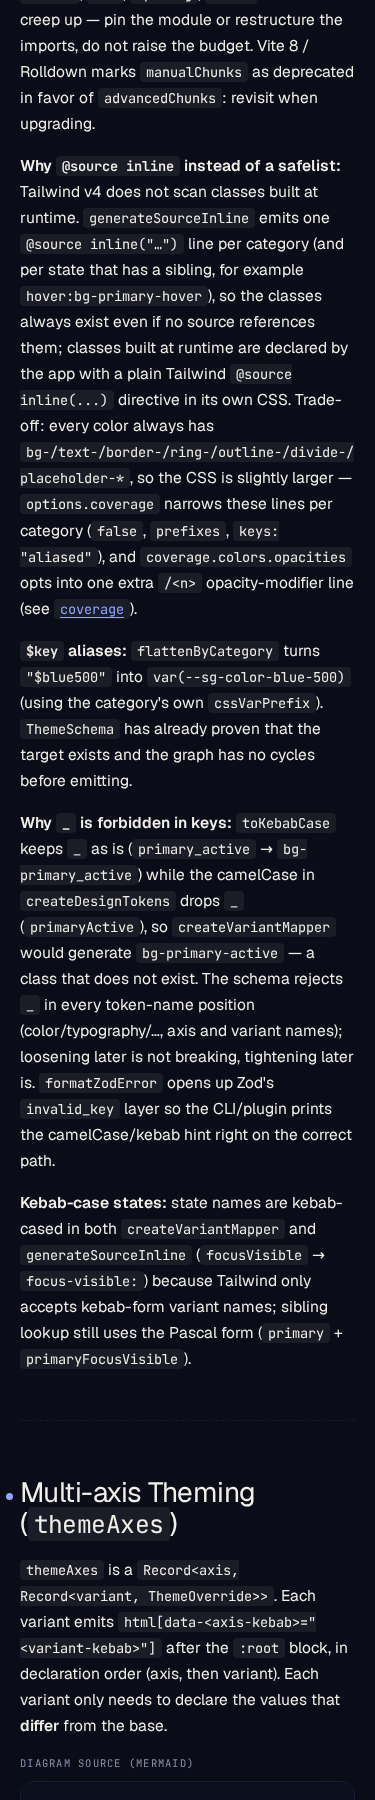 creep up — pin the module or restructure the
imports, do not raise the budget. Vite 8 /
Rolldown marks manualChunks as deprecated
in favor of advancedChunks: revisit when
upgrading.
Why @source inline instead of a safelist:
Tailwind v4 does not scan classes built at
runtime. generateSourceInline emits one
@source inline("…") line per category (and
per state that has a sibling, for example
hover:bg-primary-hover), so the classes
always exist even if no source references
them; classes built at runtime are declared by
the app with a plain Tailwind @source
inline(...) directive in its own CSS. Trade-
off: every color always has
bg-/text-/border-/ring-/outline-/divide-/
placeholder-*, so the CSS is slightly larger —
options.coverage narrows these lines per
category (false, prefixes, keys:
"aliased"), and coverage.colors.opacities
opts into one extra /<n> opacity-modifier line
(see coverage).
$key aliases: flattenByCategory turns
"$blue500" into var(--sg-color-blue-500)
(using the category's own cssVarPrefix).
ThemeSchema has already proven that the
target exists and the graph has no cycles
before emitting.
Why _ is forbidden in keys: toKebabCase
keeps _ as is (primary_active → bg-
primary_active) while the camelCase in
createDesignTokens drops _
(primaryActive), so createVariantMapper
would generate bg-primary-active — a
class that does not exist. The schema rejects
_ in every token-name position
(color/typography/…, axis and variant names);
loosening later is not breaking, tightening later
is. formatZodError opens up Zod's
invalid_key layer so the CLI/plugin prints
the camelCase/kebab hint right on the correct
path.
Kebab-case states: state names are kebab-
cased in both createVariantMapper and
generateSourceInline (focusVisible →
focus-visible:) because Tailwind only
accepts kebab-form variant names; sibling
lookup still uses the Pascal form (primary +
primaryFocusVisible).
Multi-axis Theming
(themeAxes)
themeAxes is a Record<axis,
Record<variant, ThemeOverride>>. Each
variant emits html[data-<axis-kebab>="
<variant-kebab>"] after the :root block, in
declaration order (axis, then variant). Each
variant only needs to declare the values that
differ from the base.
DIAGRAM SOURCE (MERMAID)